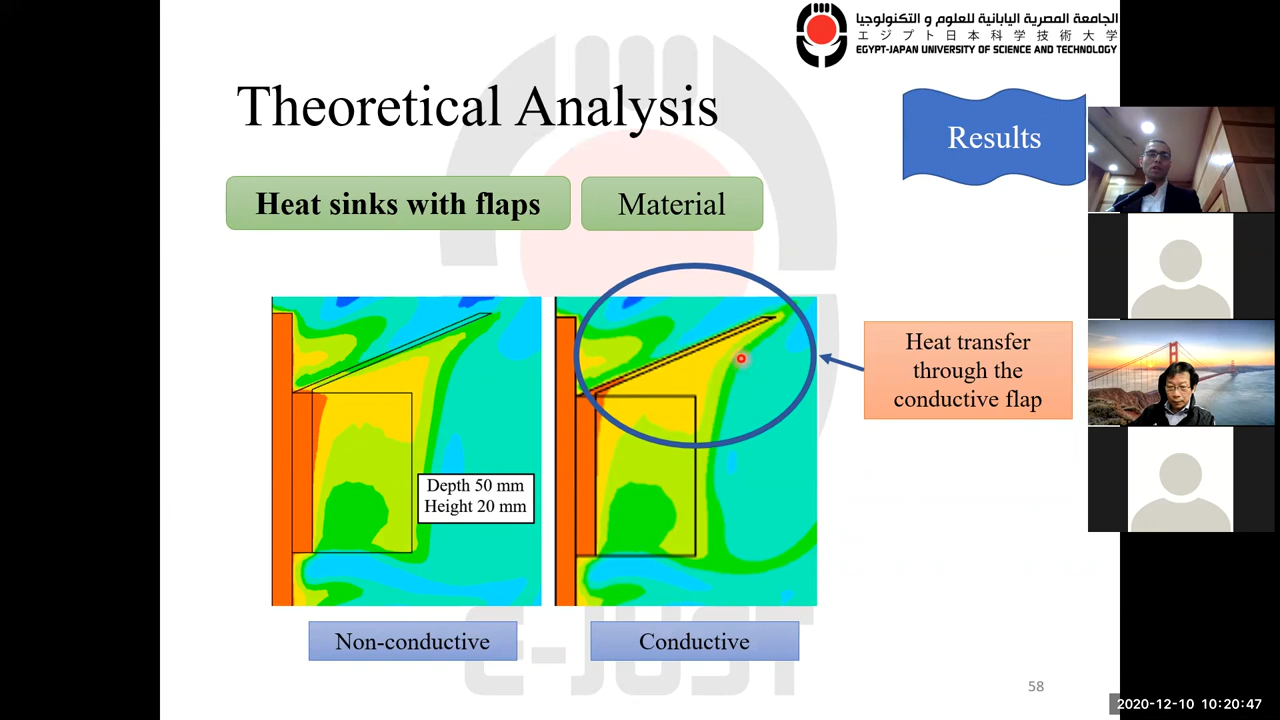 الجامعة المصرية اليابانية للعلوم و التكنولوجيا
エジプト日本科学技術大学
EGYPT-JAPAN UNIVERSITY OF SCIENCE AND TECHNOLOGY
Theoretical Analysis
Results
Heat sinks with flaps
Material
Heat transfer
through the
conductive flap
Depth 50 mm
Height 20 mm
Non-conductive
Conductive
E-JUST
58
2020-12-10 10:20:47